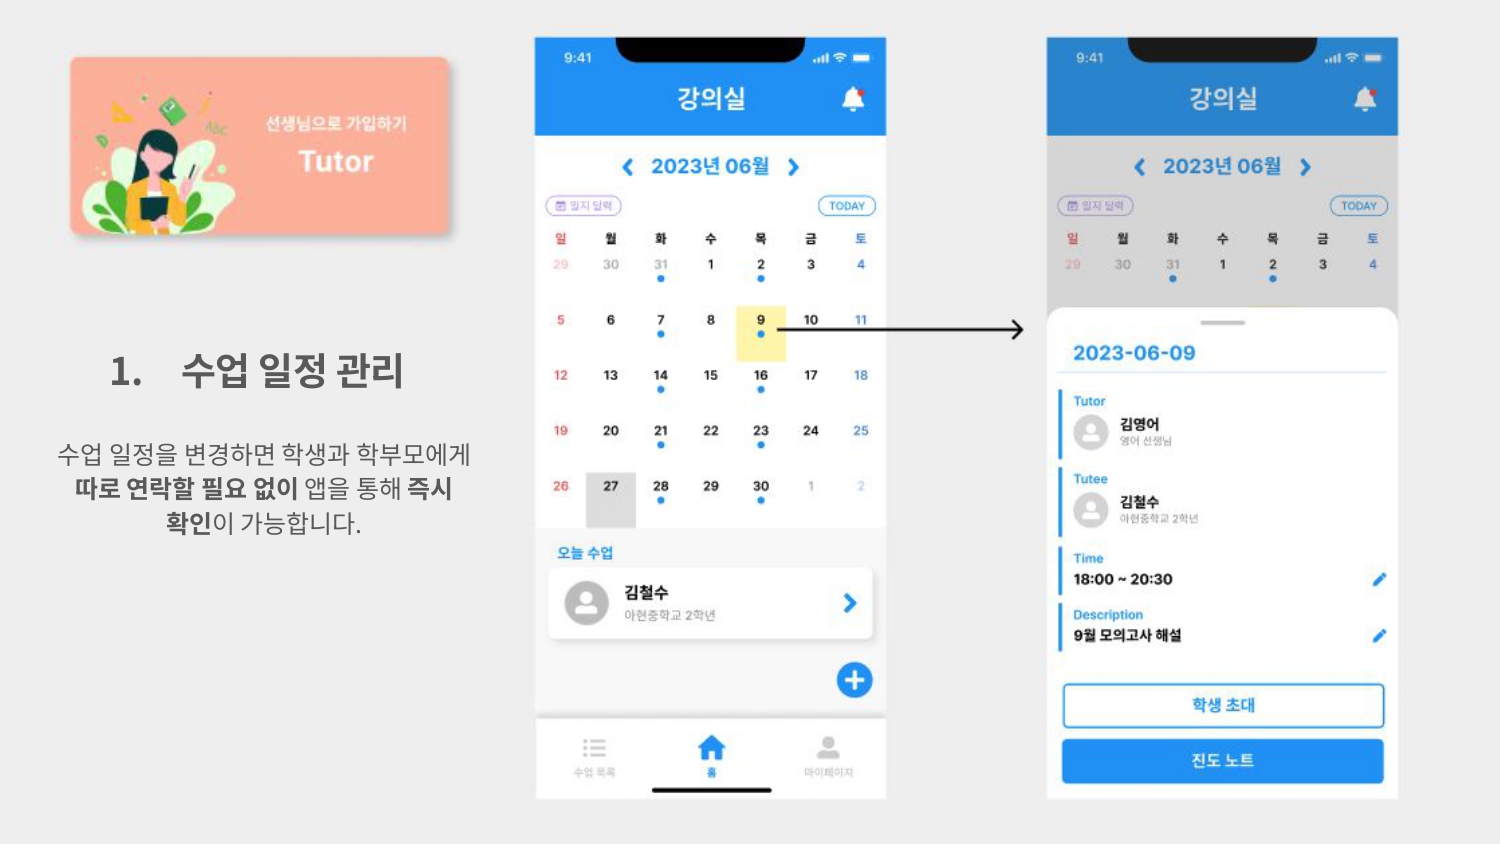 선생님으로 가입하기
Tutor
ABC
1. 수업 일정 관리
수업 일정을 변경하면 학생과 학부모에게
따로 연락할 필요 없이 앱을 통해 즉시
확인이 가능합니다.
9:41
강의실
2023년 06월
일지 달력
TODAY
일 월 화 수 목 금 토
29 30 31 1 2 3 4
5 6 7 8 9 10 11
12 13 14 15 16 17 18
19 20 21 22 23 24 25
26 27 28 29 30 1 2
오늘 수업
김철수
아현중학교 2학년
수업 목록
홈
마이페이지
9:41
강의실
2023년 06월
일지 달력
TODAY
일 월 화 수 목 금 토
29 30 31 1 2 3 4
2023-06-09
Tutor
김영어
영어 선생님
Tutee
김철수
아현중학교 2학년
Time
18:00 ~ 20:30
Description
9월 모의고사 해설
학생 초대
진도 노트